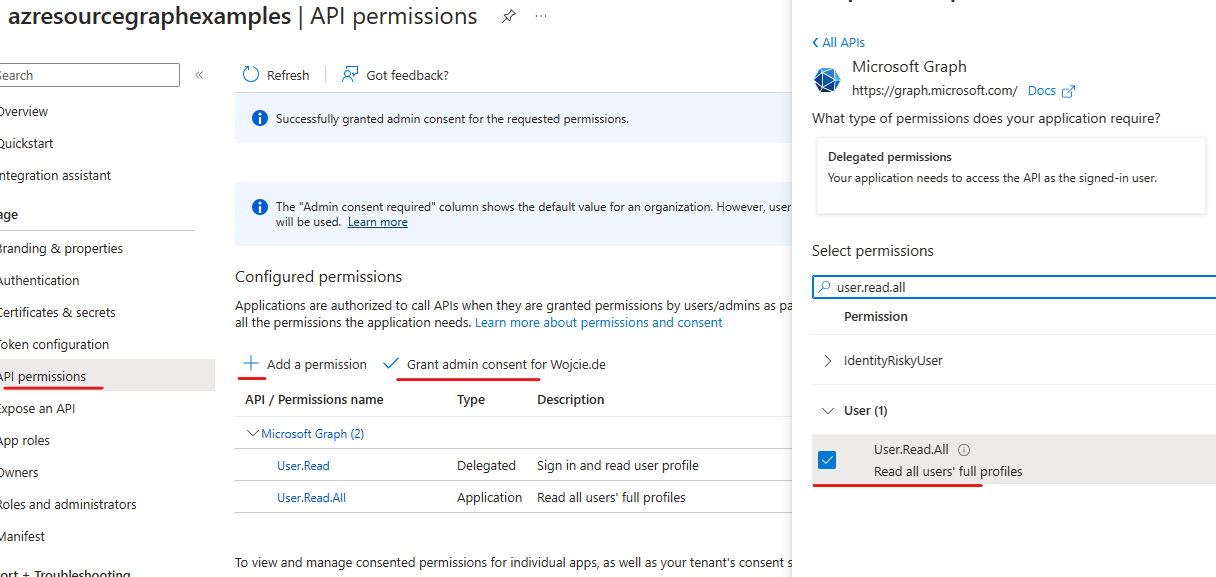 azresourcegraphexamples | API permissions
Search
«
Refresh
Got feedback?
Overview
Quickstart
Integration assistant
age
Branding & properties
Authentication
Certificates & secrets
Token configuration
API permissions
Expose an API
App roles
Owners
Roles and administrators
Manifest
ort + Troubleshooting
Successfully granted admin consent for the requested permissions.
The "Admin consent required" column shows the default value for an organization. However, user
will be used. Learn more
Configured permissions
Applications are authorized to call APIs when they are granted permissions by users/admins as pa
all the permissions the application needs. Learn more about permissions and consent
Add a permission
Grant admin consent for Wojcie.de
API / Permissions name Type Description
Microsoft Graph (2)
User.Read Delegated Sign in and read user profile
User.Read.All Application Read all users' full profiles
To view and manage consented permissions for individual apps, as well as your tenant's consent s
All APIs
Microsoft Graph
https://graph.microsoft.com/ Docs
What type of permissions does your application require?
Delegated permissions
Your application needs to access the API as the signed-in user.
Select permissions
user.read.all
Permission
IdentityRiskyUser
User (1)
User.Read.All
Read all users' full profiles